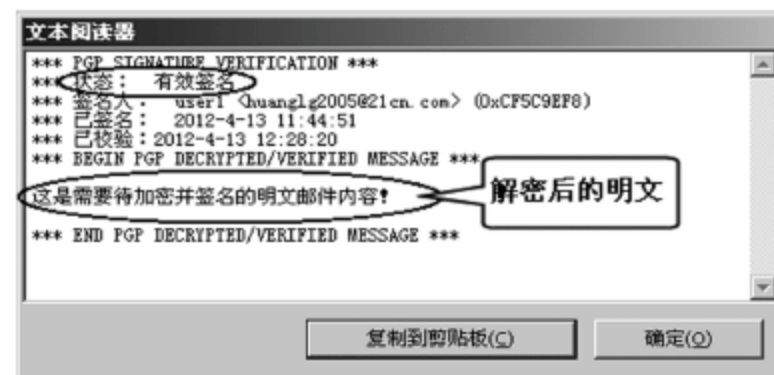 文本阅读器
*** PGP SIGNATURE VERIFICATION ***
*** 状态： 有效签名
*** 签名人： user1 <huanglg2005@21cn.com> (0xCF5C9EF8)
*** 已签名： 2012-4-13 11:44:51
*** 已校验：2012-4-13 12:28:20
*** BEGIN PGP DECRYPTED/VERIFIED MESSAGE ***
这是需要待加密并签名的明文邮件内容！
解密后的明文
*** END PGP DECRYPTED/VERIFIED MESSAGE ***
复制到剪贴板(C)
确定(O)